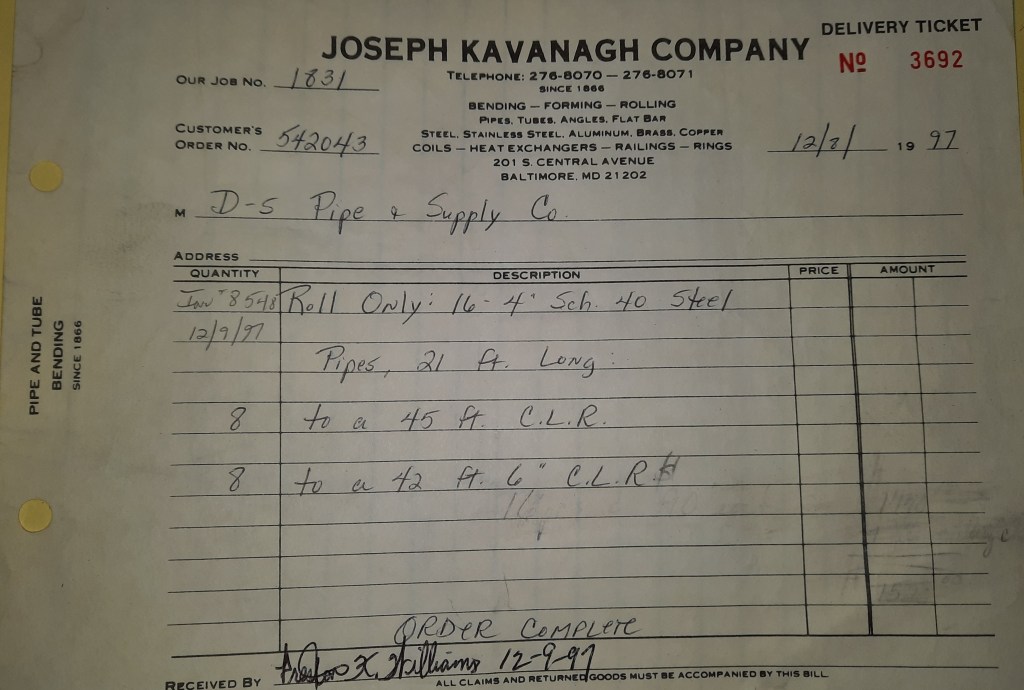 DELIVERY TICKET
JOSEPH KAVANAGH COMPANY
Nº 3692
OUR JOB NO. 1831
TELEPHONE: 276-8070 — 276-8071
SINCE 1866
BENDING — FORMING — ROLLING
PIPES, TUBES, ANGLES, FLAT BAR
CUSTOMER'S ORDER NO. 542043
STEEL, STAINLESS STEEL, ALUMINUM, BRASS, COPPER
COILS — HEAT EXCHANGERS — RAILINGS — RINGS
12/8/ 19 97
201 S. CENTRAL AVENUE
BALTIMORE, MD 21202
M D-S Pipe & Supply Co.
ADDRESS
QUANTITY DESCRIPTION PRICE AMOUNT
Inv # 8548 Roll Only: 16 - 4" Sch. 40 Steel
12/9/97
Pipes, 21 ft. Long:
8 to a 45 ft. C.L.R.
8 to a 42 ft. 6" C.L.R.
ORDER COMPLETE
RECEIVED BY Williams 12-9-97
ALL CLAIMS AND RETURNED GOODS MUST BE ACCOMPANIED BY THIS BILL
PIPE AND TUBE
BENDING
SINCE 1866